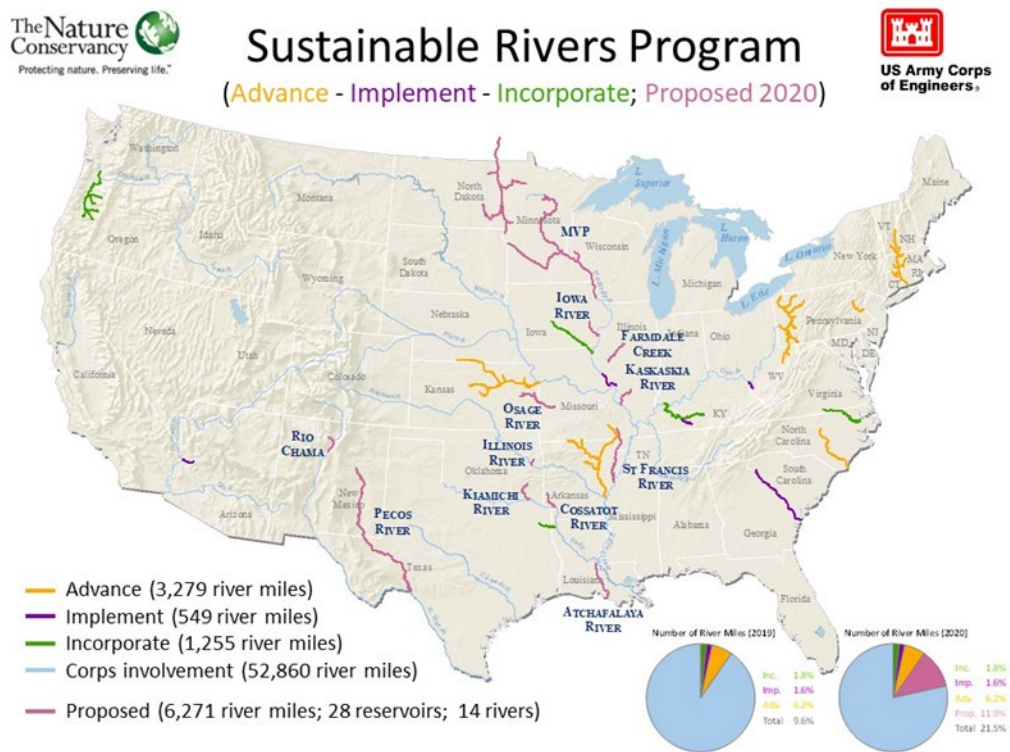 The Nature
Conservancy
Protecting nature. Preserving life.™
Sustainable Rivers Program
(Advance - Implement - Incorporate; Proposed 2020)
US Army Corps
of Engineers®
Washington
Montana
North
Dakota
Minnesota
L.
Superior
Maine
Oregon
Idaho
MVP
Wisconsin
L. Michigan
L.
Huron
L. Ontario
VT
NH
New York
MA
RI
CT
South
Dakota
Wyoming
Michigan
L. Erie
Iowa
River
Nebraska
Iowa
Illinois
Indiana
Ohio
Pennsylvania
NJ
MD
DE
Nevada
Utah
Farmdale
Creek
Kaskaskia
River
WV
Virginia
California
Colorado
Kansas
Osage
River
Missouri
KY
Rio
Chama
Illinois
River
TN
North
Carolina
Oklahoma
St Francis
River
South
Carolina
Kiamichi
River
Arkansas
Cossatot
River
New
Mexico
Arizona
Pecos
River
Mississippi
Alabama
Georgia
Texas
Louisiana
Florida
Atchafalaya
River
Advance (3,279 river miles)
Implement (549 river miles)
Incorporate (1,255 river miles)
Corps involvement (52,860 river miles)
Proposed (6,271 river miles; 28 reservoirs; 14 rivers)
Number of River Miles (2019)
Inc. 1.8%
Imp. 1.6%
Adv 6.2%
Total 9.6%
Number of River Miles (2020)
Inc. 1.8%
Imp. 1.6%
Adv 6.2%
Prop. 11.9%
Total 21.5%